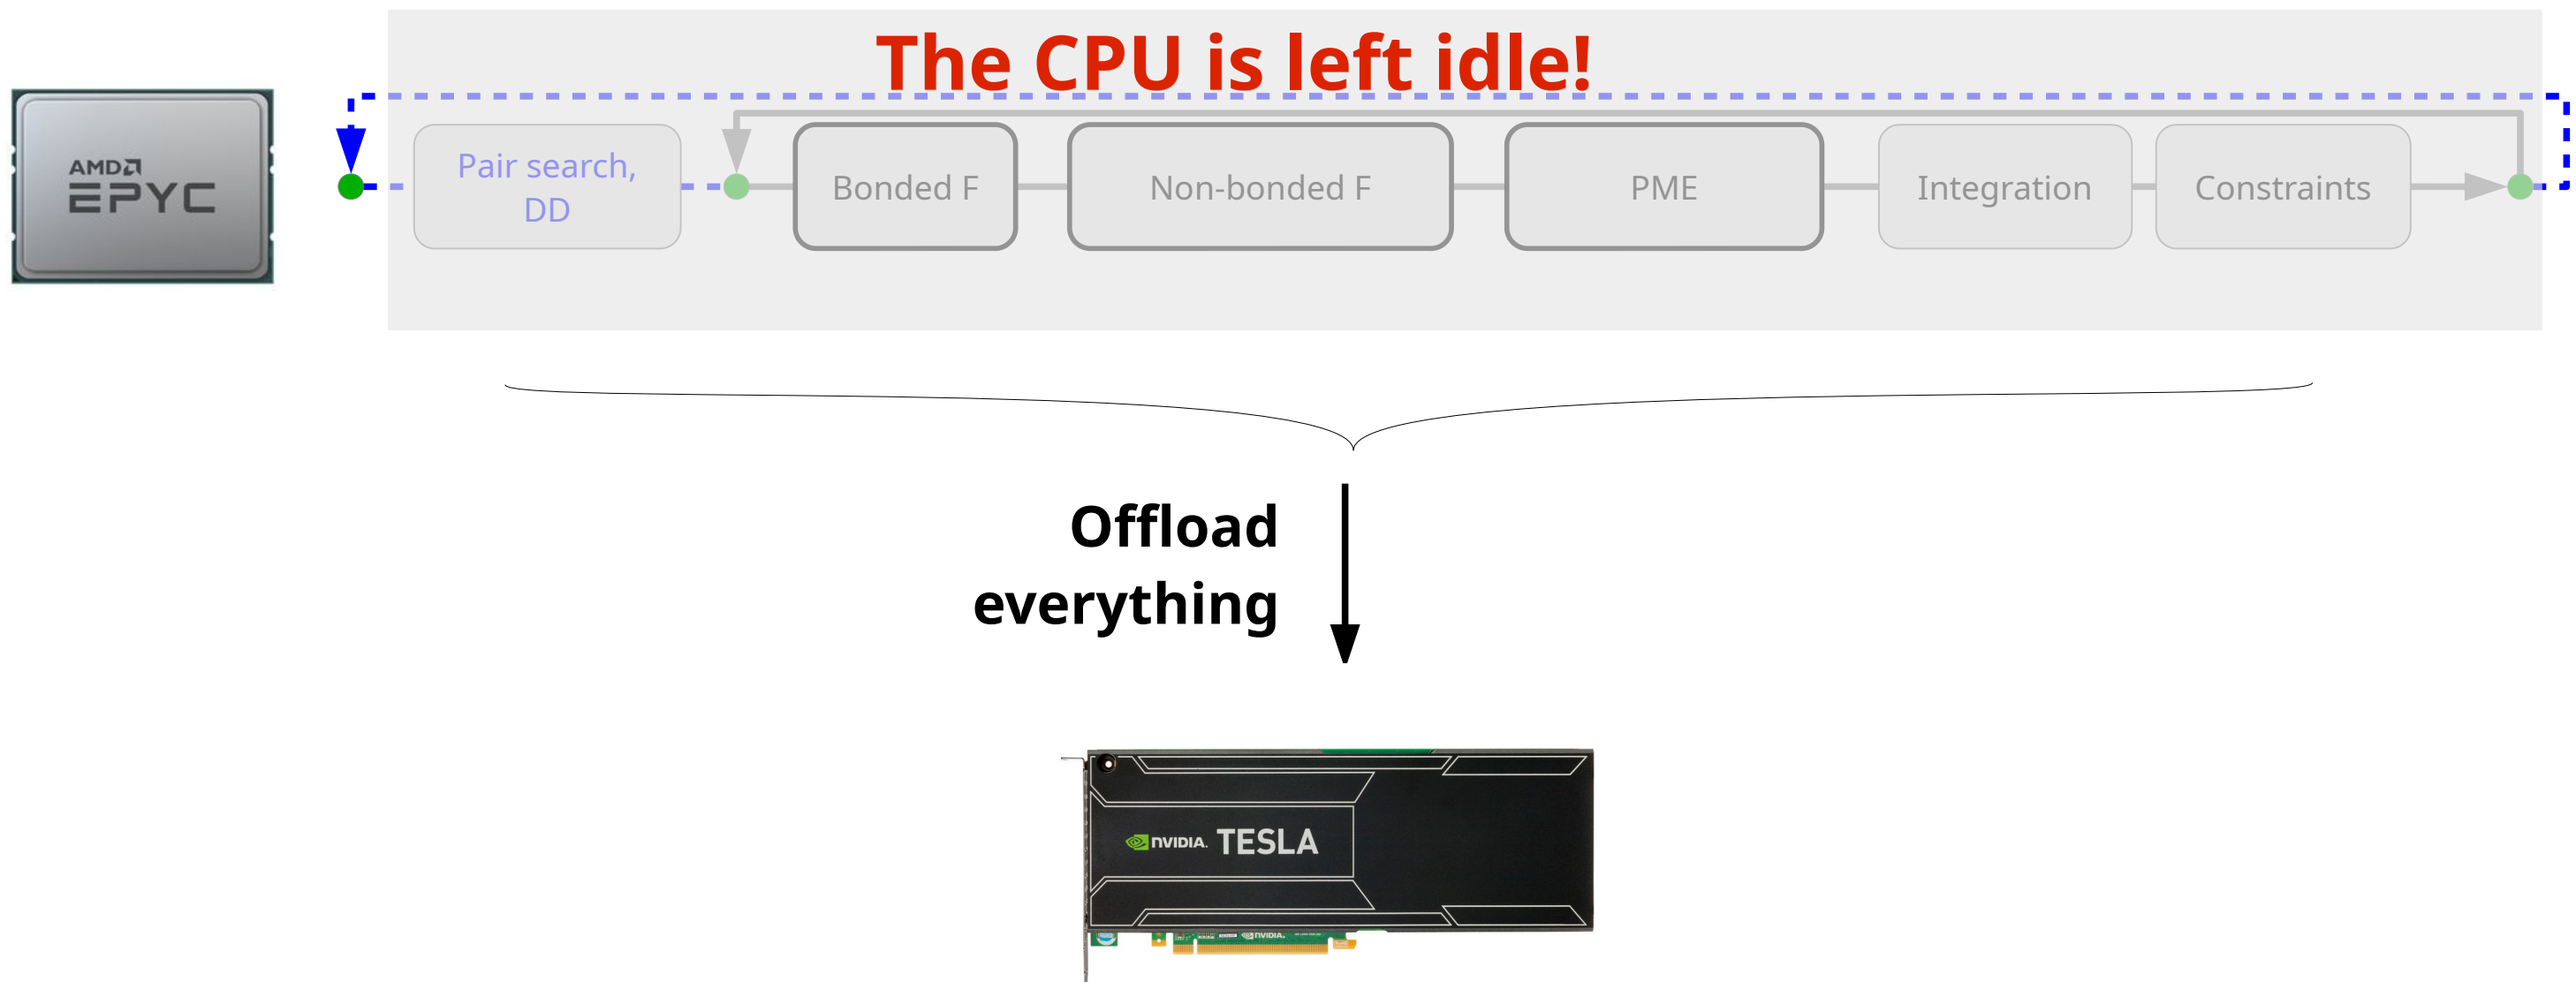 The CPU is left idle!
AMD
EPYC
Pair search,
DD
Bonded F
Non-bonded F
PME
Integration
Constraints
Offload
everything
NVIDIA. TESLA
NVIDIA.